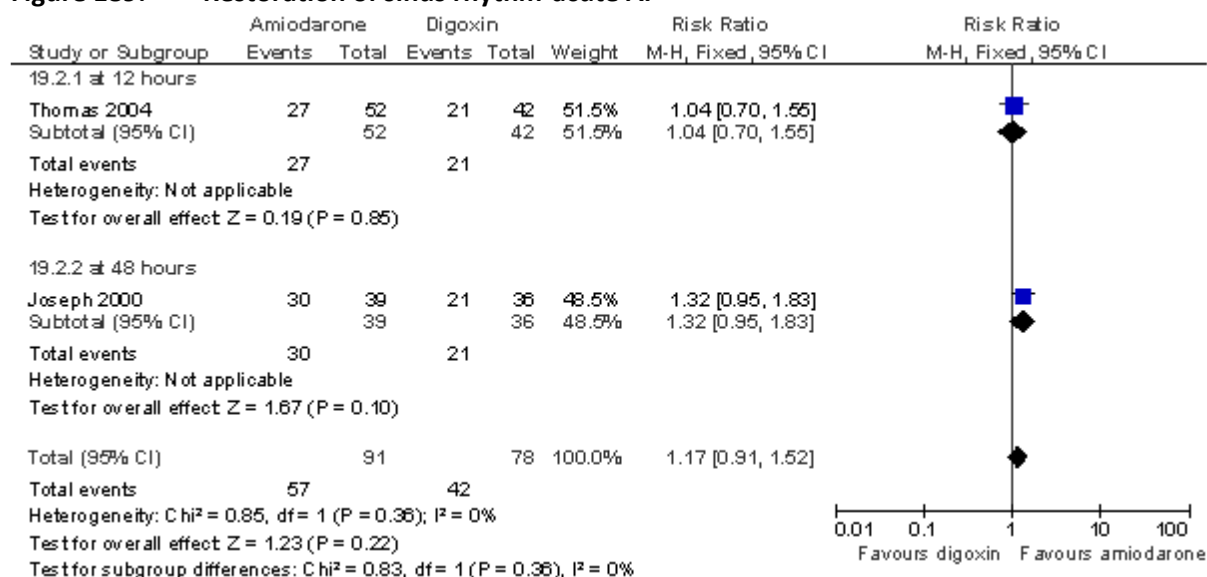 Figure Restoration of sinus rhythm-acute AF
Amiodarone Digoxin Risk Ratio Risk Ratio
Study or Subgroup Events Total Events Total Weight M-H, Fixed, 95% CI M-H, Fixed, 95% CI
19.2.1 at 12 hours
Thomas 2004 27 52 21 42 51.5% 1.04 [0.70, 1.55]
Subtotal (95% CI) 52 42 51.5% 1.04 [0.70, 1.55]
Total events 27 21
Heterogeneity: Not applicable
Test for overall effect: Z = 0.19 (P = 0.85)
19.2.2 at 48 hours
Joseph 2000 30 39 21 36 48.5% 1.32 [0.95, 1.83]
Subtotal (95% CI) 39 36 48.5% 1.32 [0.95, 1.83]
Total events 30 21
Heterogeneity: Not applicable
Test for overall effect: Z = 1.67 (P = 0.10)
Total (95% CI) 91 78 100.0% 1.17 [0.91, 1.52]
Total events 57 42
Heterogeneity: Chi² = 0.85, df = 1 (P = 0.36); I² = 0%
Test for overall effect: Z = 1.23 (P = 0.22)
Test for subgroup differences: Chi² = 0.83, df = 1 (P = 0.36), I² = 0%
0.01 0.1 1 10 100
Favours digoxin Favours amiodarone